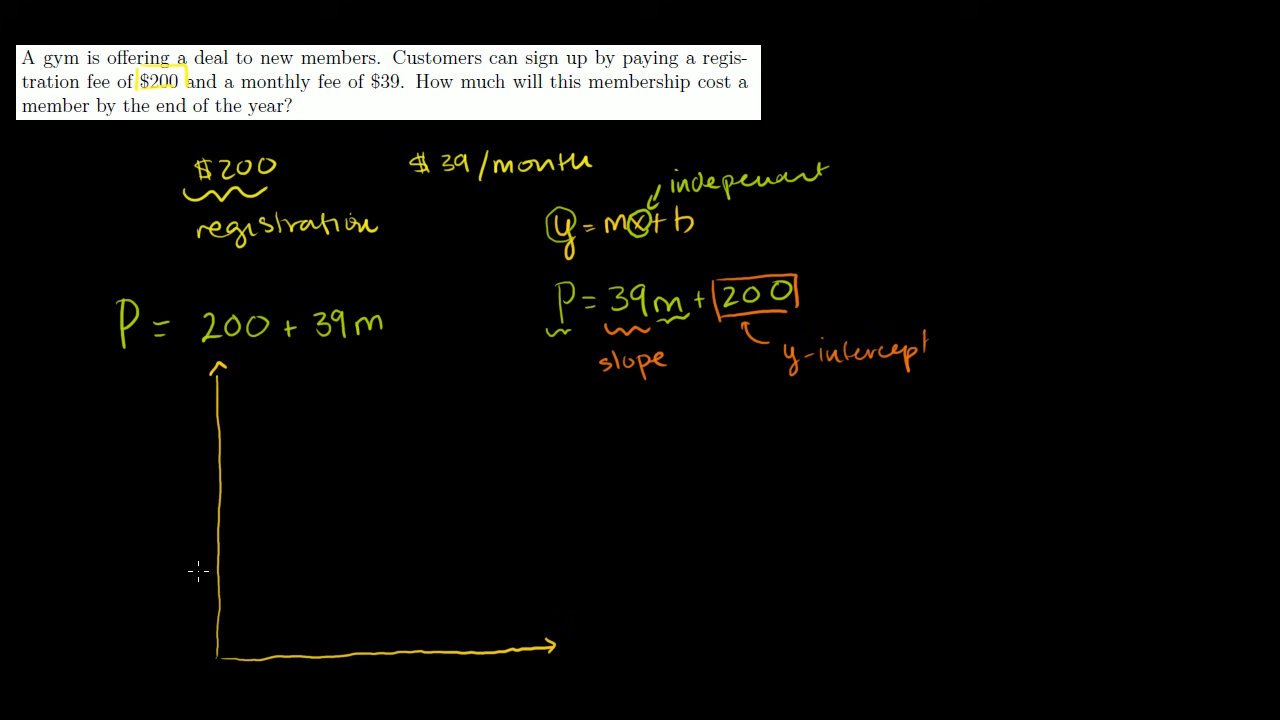 A gym is offering a deal to new members. Customers can sign up by paying a regis-
tration fee of $200 and a monthly fee of $39. How much will this membership cost a
member by the end of the year?
$200
$39/month
registration
indepenant
y = mx + b
P = 39m + 200
P = 200 + 39m
slope
y-intercept